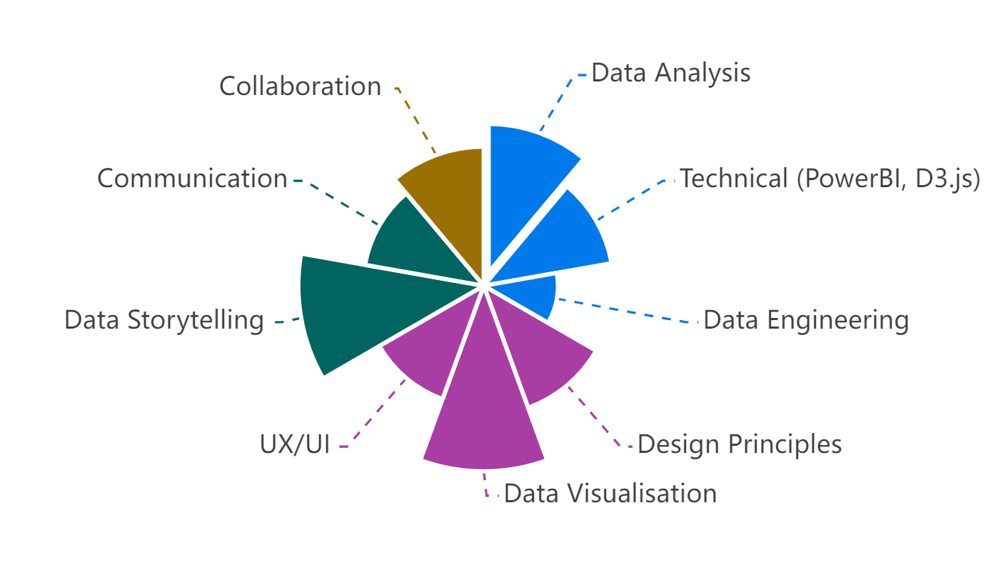 Data Analysis
Collaboration
Technical (PowerBI, D3.js)
Communication
Data Storytelling
Data Engineering
UX/UI
Design Principles
Data Visualisation